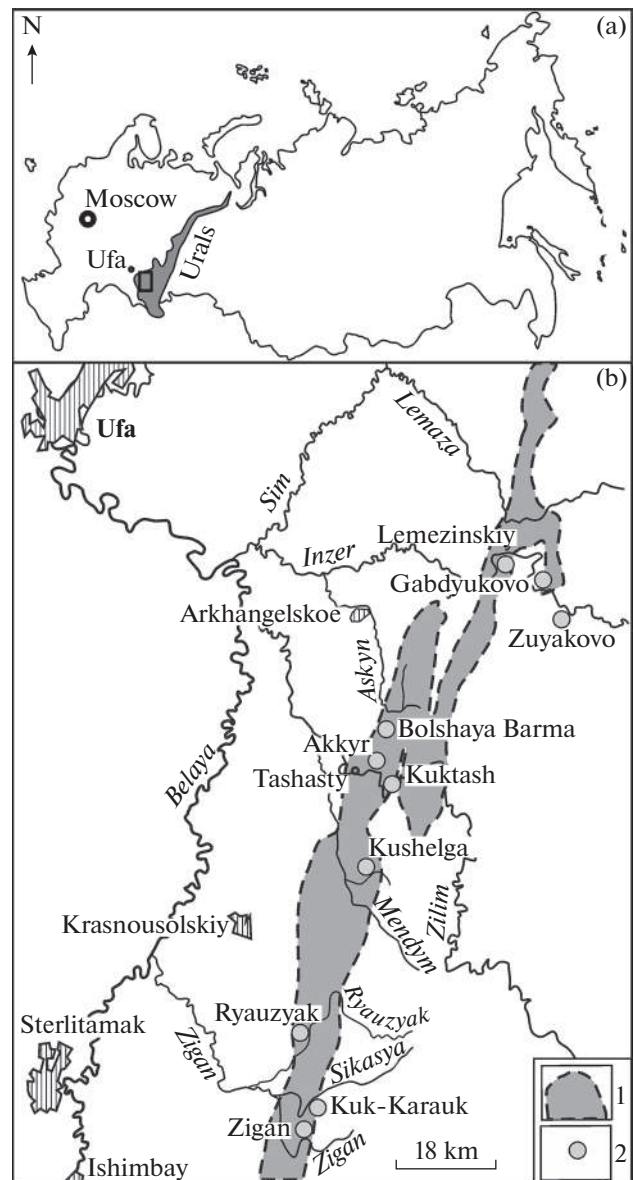 N
(a)
Moscow
Ufa
Urals
(b)
Ufa
Lemaza
Sim
Lemezinskiy
Inzer
Gabdyukovo
Arkhangelskoe
Zuyakovo
Askyn
Bolshaya Barma
Akkyr
Tashasty
Kuktash
Belaya
Kushelga
Zilim
Mendym
Krasnousolskiy
Ryauzyak
Ryauzyak
Sterlitamak
Zigan
Sikasya
1
Kuk-Karauk
Zigan
Zigan
18 km
2
Ishimbay